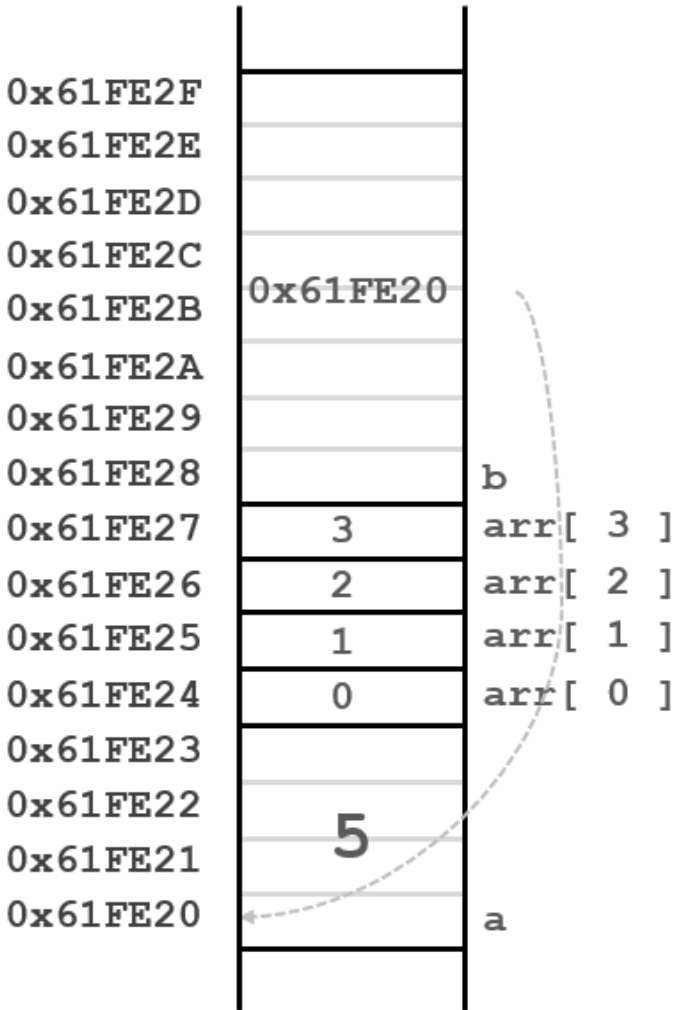 0x61FE2F
0x61FE2E
0x61FE2D
0x61FE2C
0x61FE20
0x61FE2B
0x61FE2A
0x61FE29
0x61FE28 b
0x61FE27 3 arr[ 3 ]
0x61FE26 2 arr[ 2 ]
0x61FE25 1 arr[ 1 ]
0x61FE24 0 arr[ 0 ]
0x61FE23
0x61FE22
5
0x61FE21
0x61FE20 a